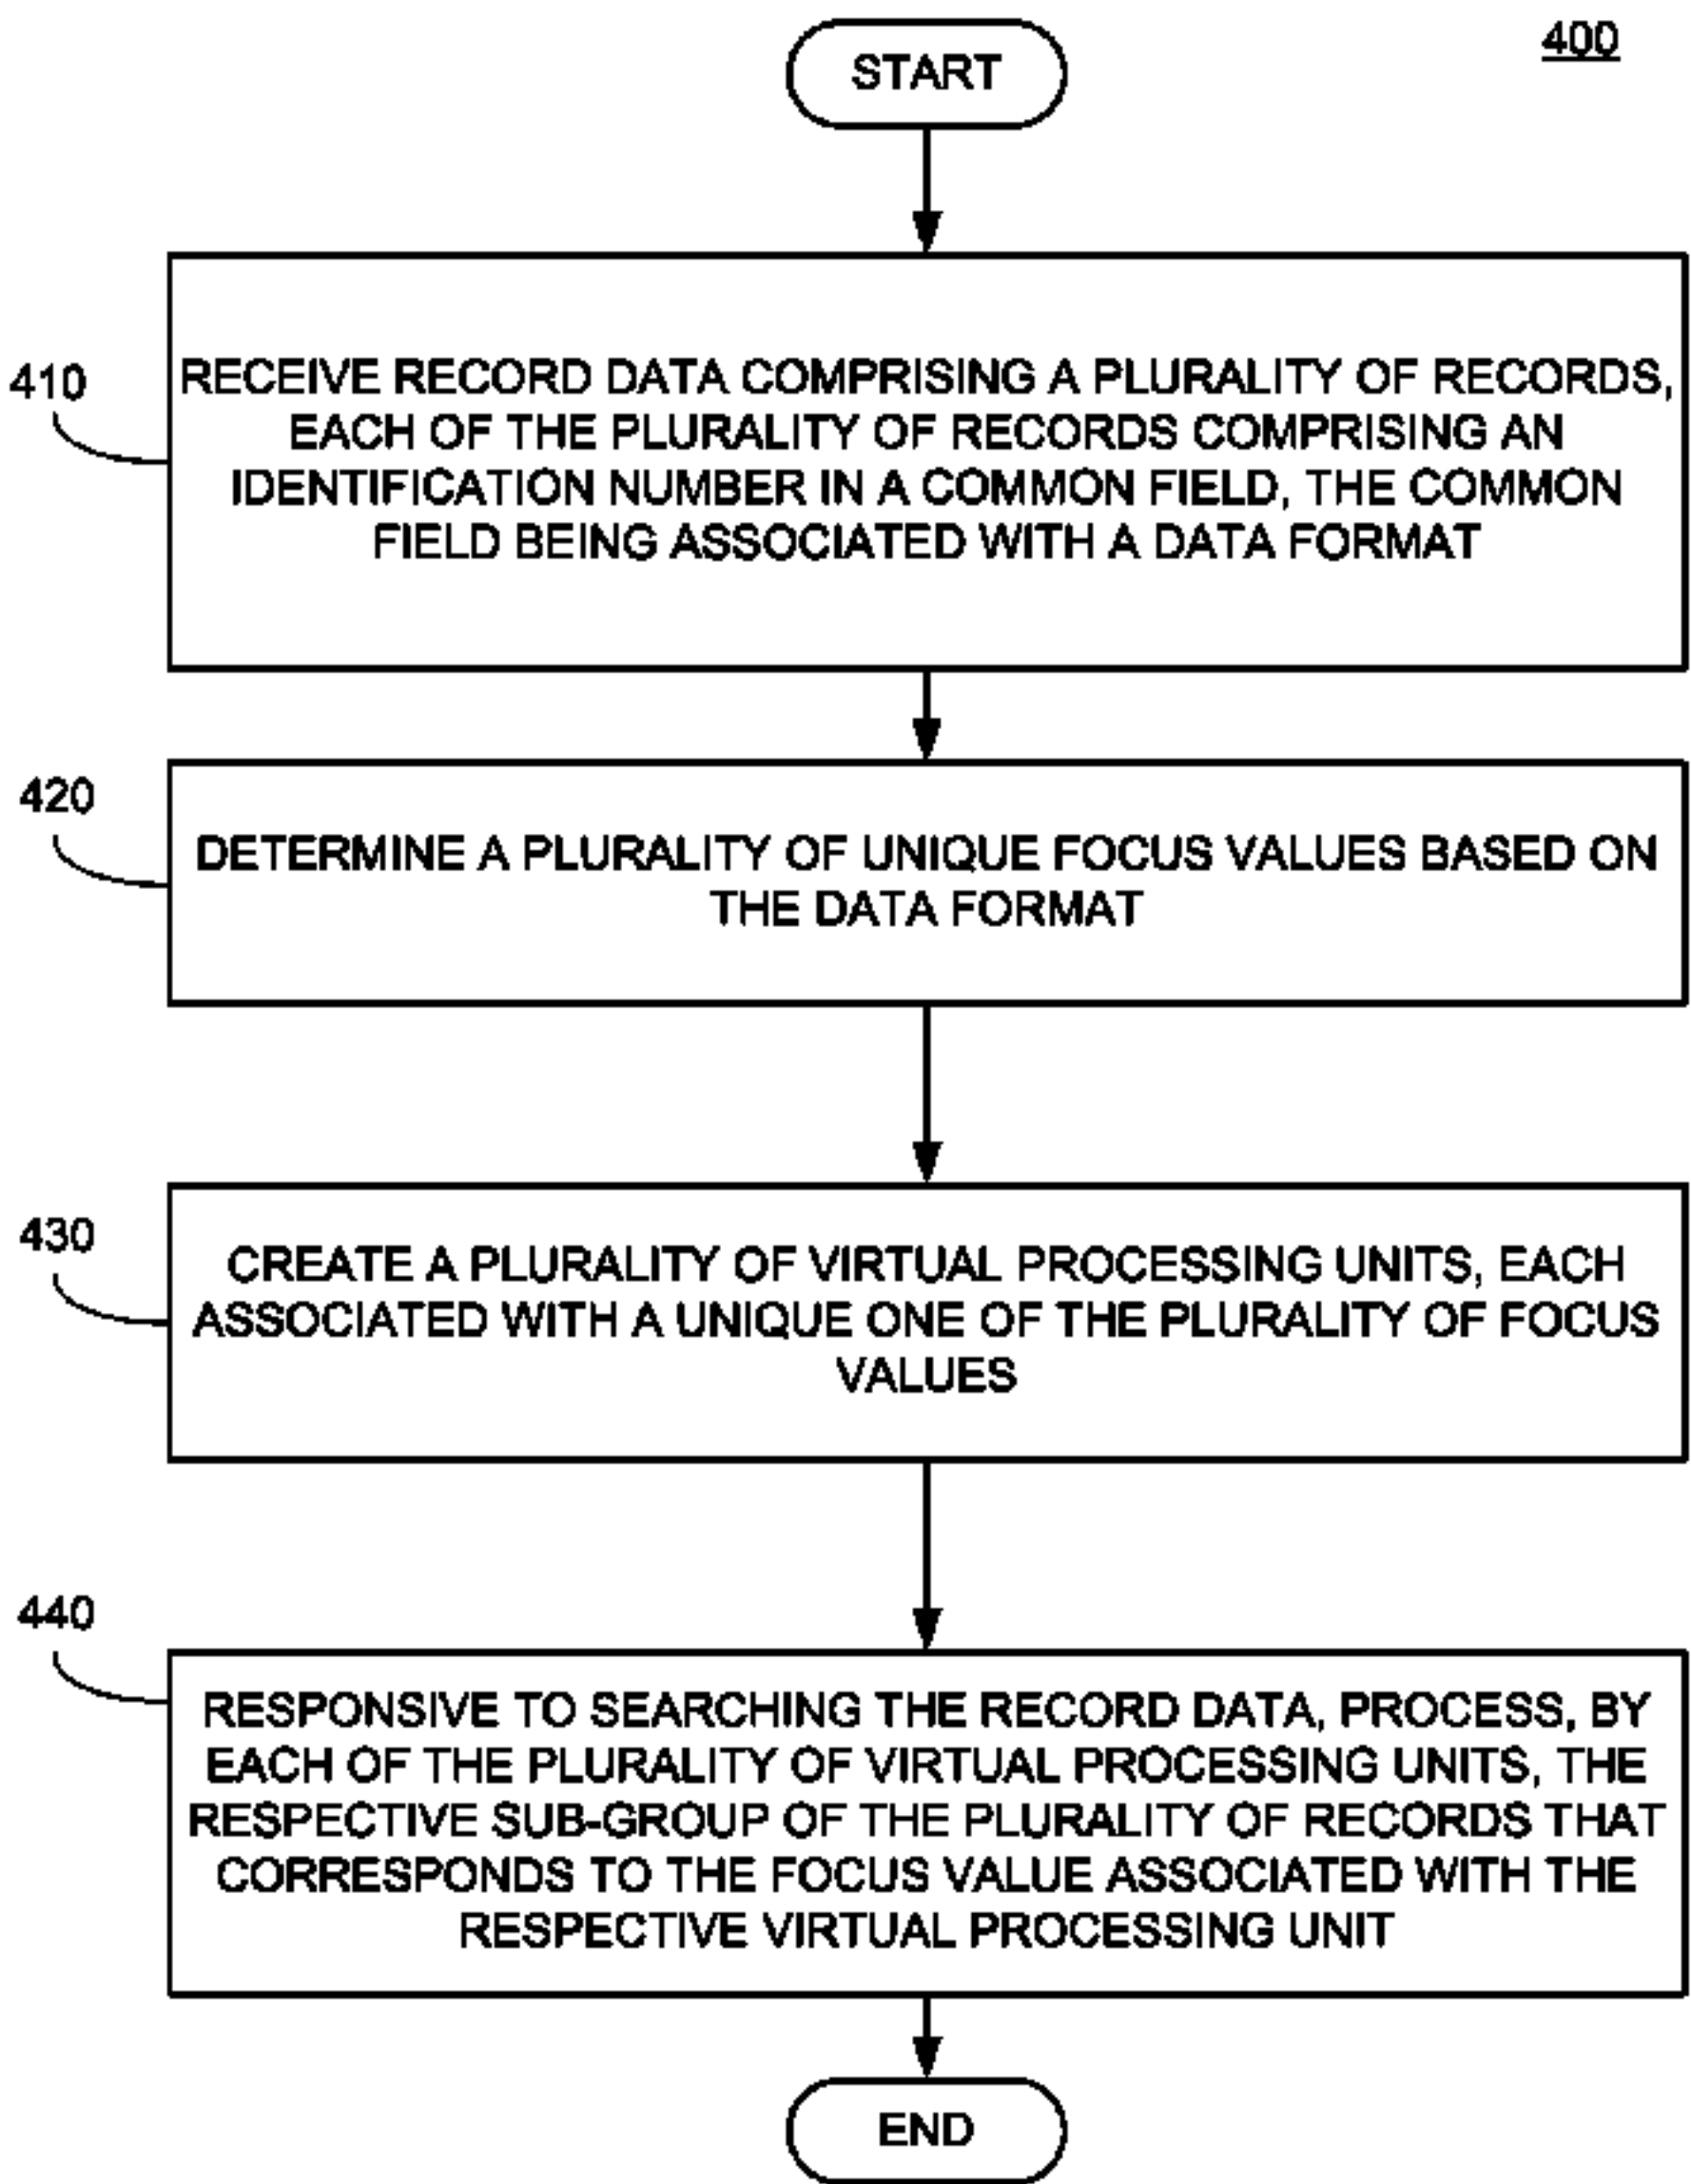 400
START
410
RECEIVE RECORD DATA COMPRISING A PLURALITY OF RECORDS,
EACH OF THE PLURALITY OF RECORDS COMPRISING AN
IDENTIFICATION NUMBER IN A COMMON FIELD, THE COMMON
FIELD BEING ASSOCIATED WITH A DATA FORMAT
420
DETERMINE A PLURALITY OF UNIQUE FOCUS VALUES BASED ON
THE DATA FORMAT
430
CREATE A PLURALITY OF VIRTUAL PROCESSING UNITS, EACH
ASSOCIATED WITH A UNIQUE ONE OF THE PLURALITY OF FOCUS
VALUES
440
RESPONSIVE TO SEARCHING THE RECORD DATA, PROCESS, BY
EACH OF THE PLURALITY OF VIRTUAL PROCESSING UNITS, THE
RESPECTIVE SUB-GROUP OF THE PLURALITY OF RECORDS THAT
CORRESPONDS TO THE FOCUS VALUE ASSOCIATED WITH THE
RESPECTIVE VIRTUAL PROCESSING UNIT
END